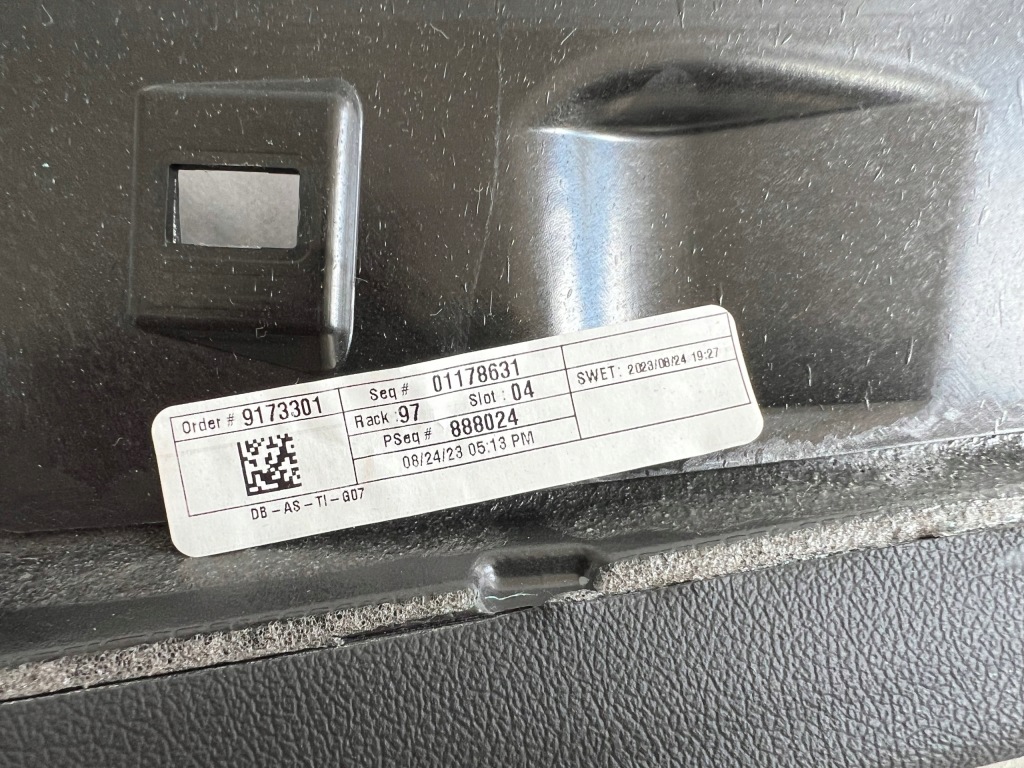 Order # 9173301
Seq # 01178631
Rack : 97 Slot : 04
PSeq # 888024
08/24/23 05:13 PM
SWET: 2023/08/24 19:27
DB-AS-TI-G07